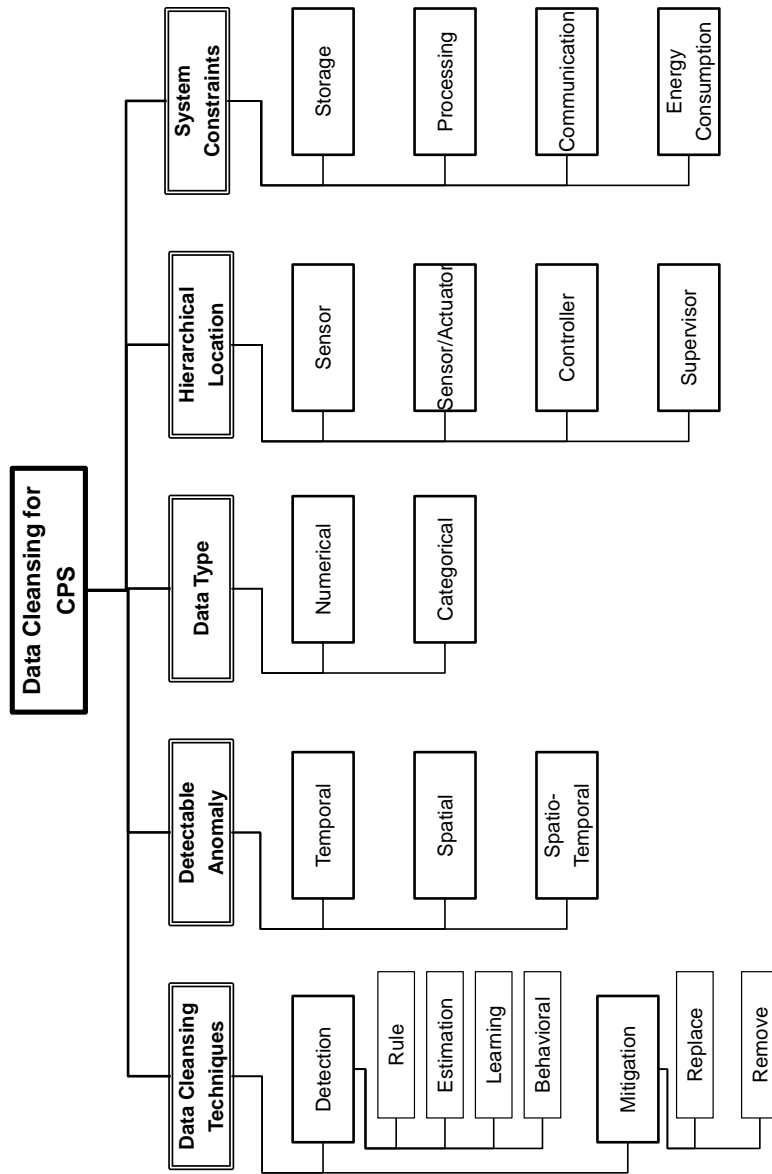 Data Cleansing for
CPS
Data Cleansing
Techniques
Detection
Rule
Estimation
Learning
Behavioral
Mitigation
Replace
Remove
Detectable
Anomaly
Temporal
Spatial
Spatio-
Temporal
Data Type
Numerical
Categorical
Hierarchical
Location
Sensor
Sensor/Actuator
Controller
Supervisor
System
Constraints
Storage
Processing
Communication
Energy
Consumption